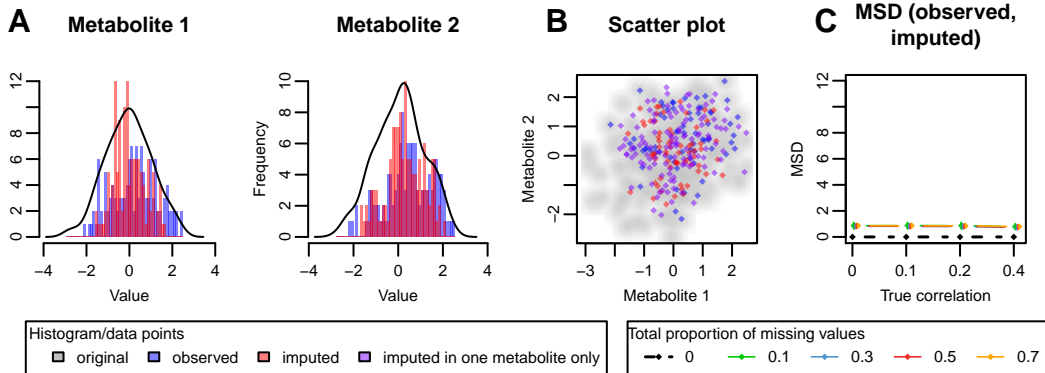 A
Metabolite 1
12
8
6
4
2
0
−4
−2
0
2
4
Value
Metabolite 2
Frequency
10
8
6
4
2
0
−4
−2
0
2
4
Value
B
Scatter plot
Metabolite 2
2
1
0
−2
−3
−1
0
1
2
Metabolite 1
C
MSD (observed,
imputed)
MSD
12
8
6
4
2
0
0
0.1
0.2
0.4
True correlation
Histogram/data points
original observed imputed imputed in one metabolite only
Total proportion of missing values
0 0.1 0.3 0.5 0.7